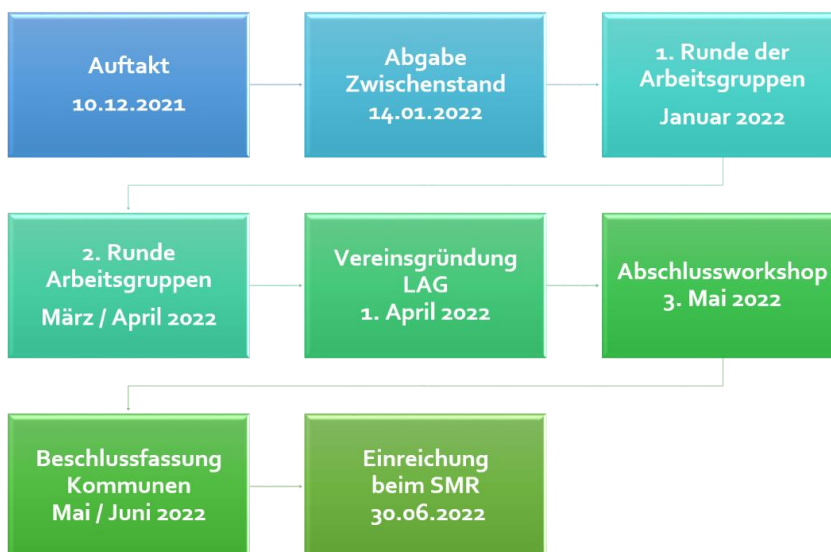 Auftakt
10.12.2021
Abgabe
Zwischenstand
14.01.2022
1. Runde der
Arbeitsgruppen
Januar 2022
2. Runde
Arbeitsgruppen
März / April 2022
Vereinsgründung
LAG
1. April 2022
Abschlussworkshop
3. Mai 2022
Beschlussfassung
Kommunen
Mai / Juni 2022
Einreichung
beim SMR
30.06.2022